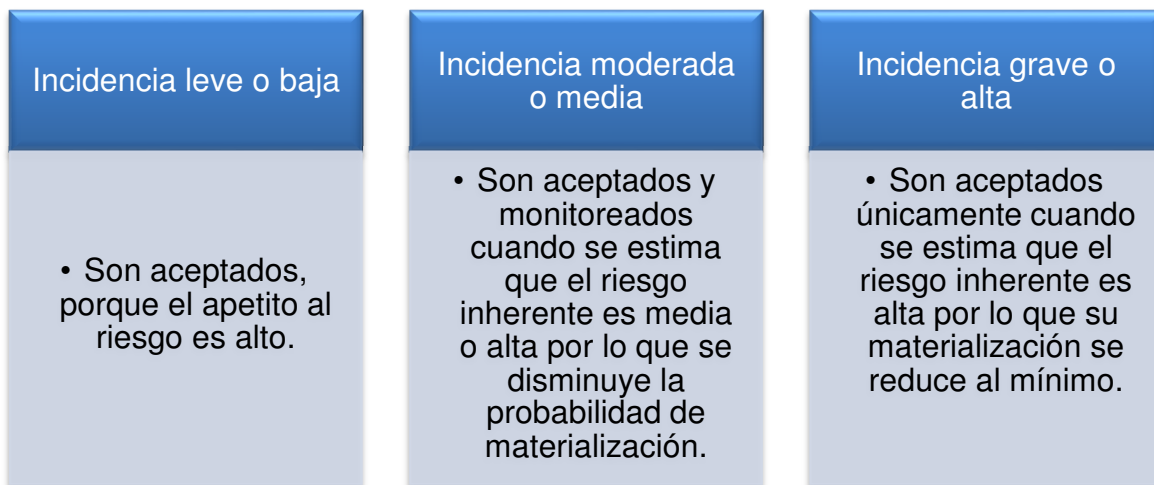 Incidencia leve o baja
• Son aceptados,
porque el apetito al
riesgo es alto.
Incidencia moderada
o media
• Son aceptados y
monitoreados
cuando se estima
que el riesgo
inherente es media
o alta por lo que se
disminuye la
probabilidad de
materialización.
Incidencia grave o
alta
• Son aceptados
únicamente cuando
se estima que el
riesgo inherente es
alta por lo que su
materialización se
reduce al mínimo.